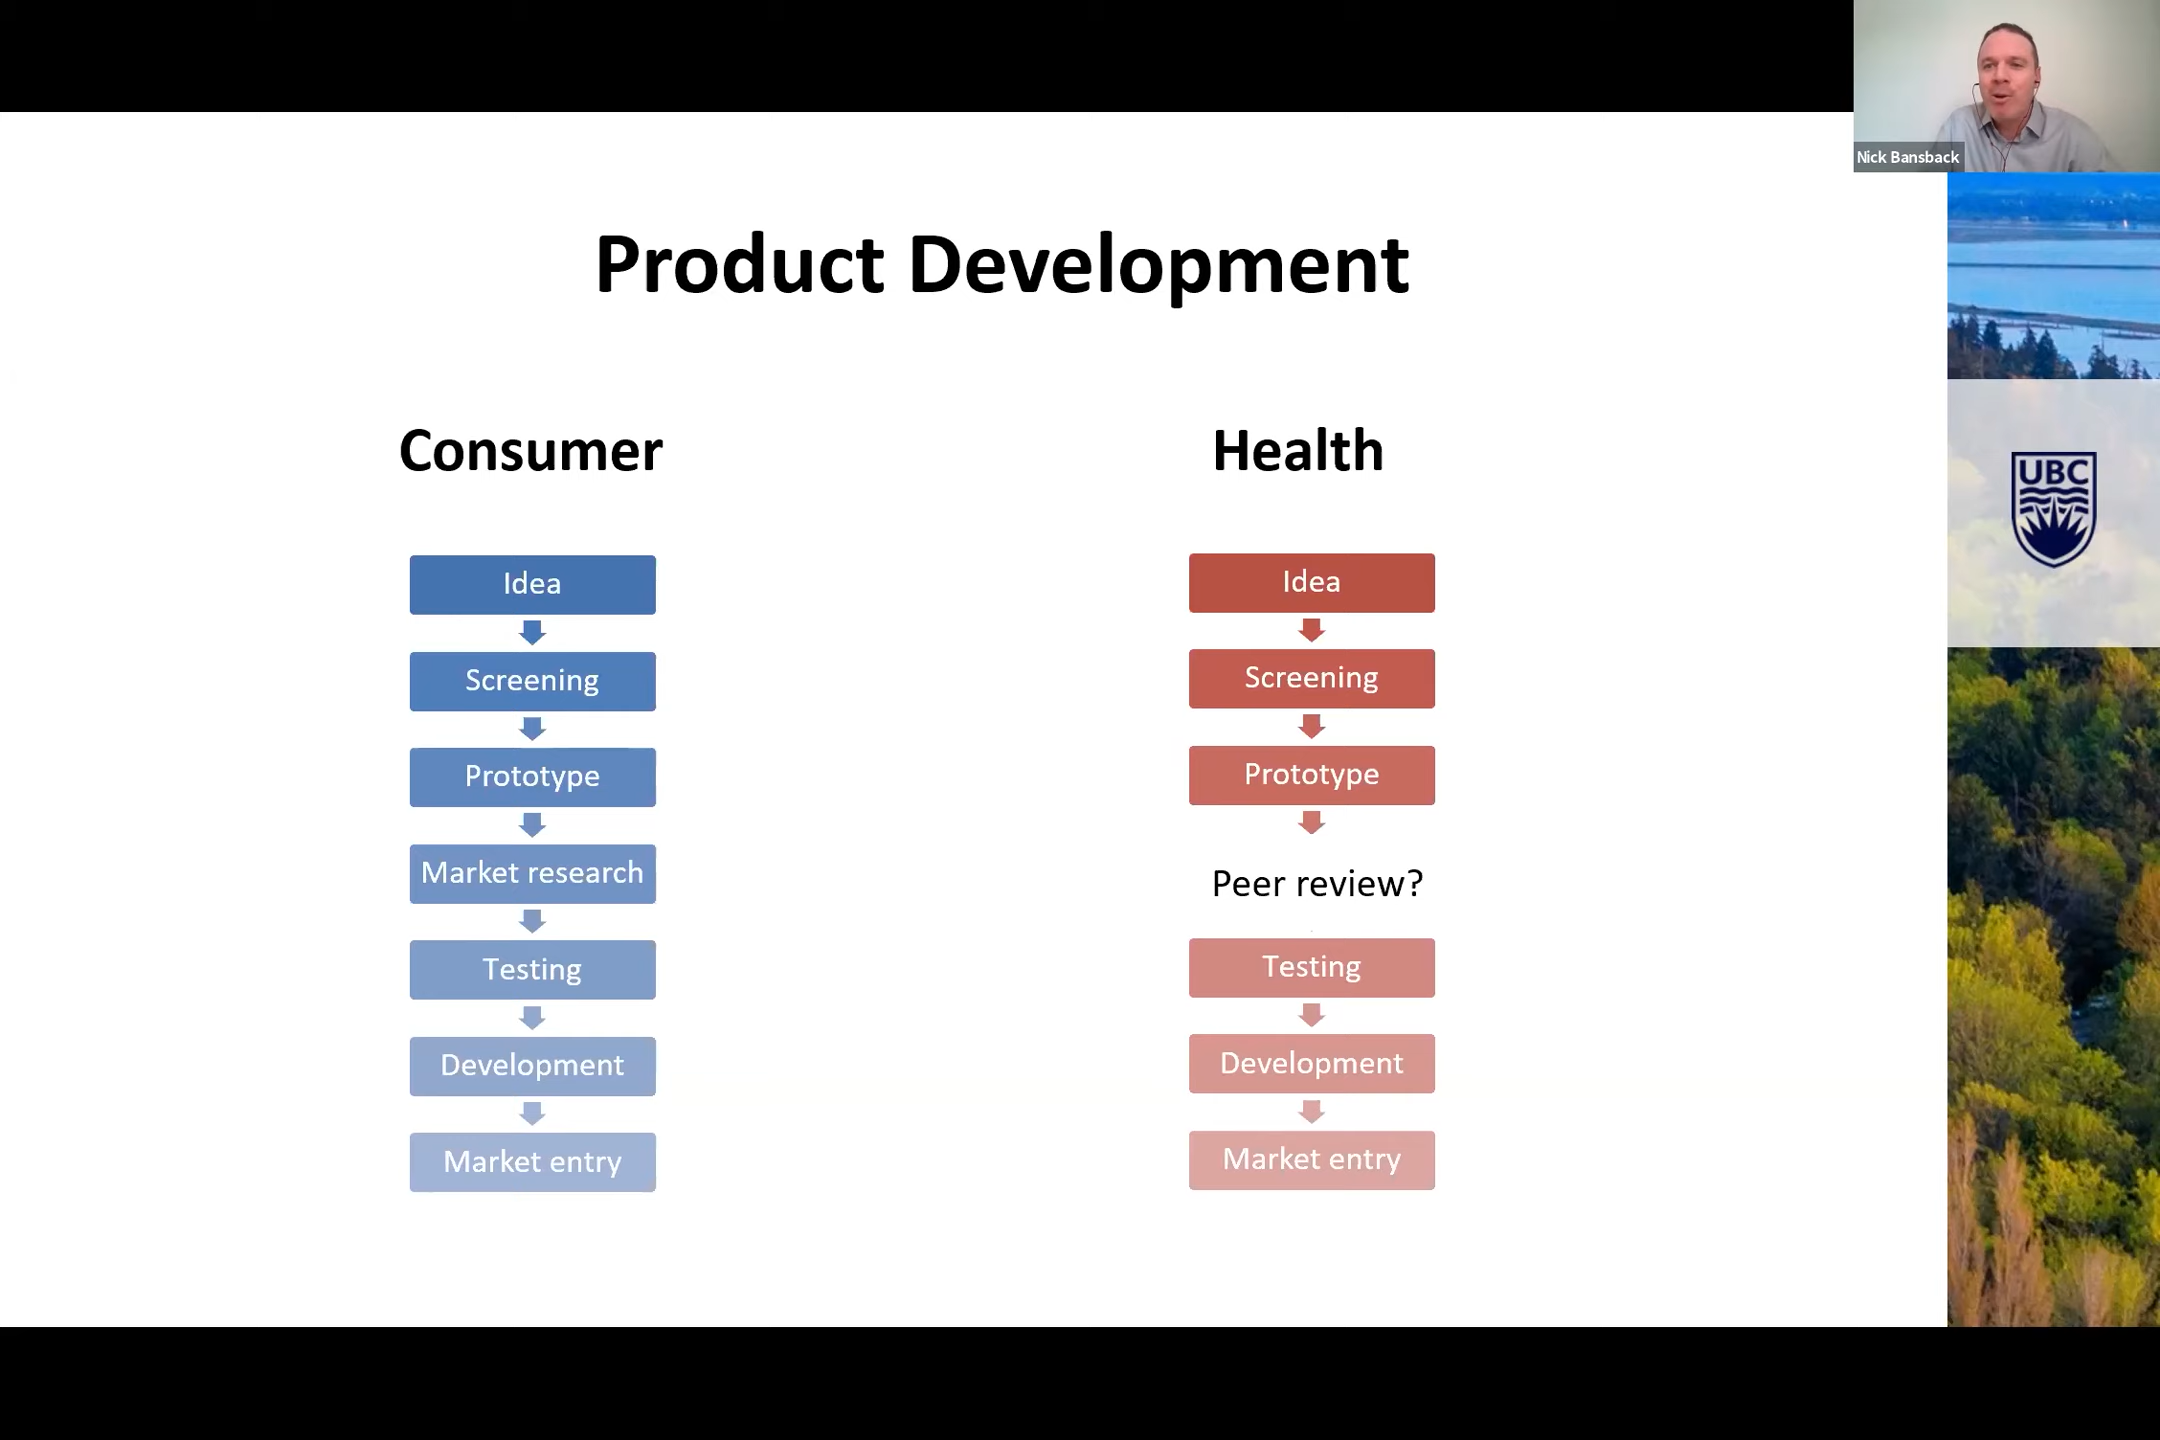 Nick Bansback
Product Development
Consumer
Health
UBC
Idea
Screening
Prototype
Market research
Testing
Development
Market entry
Idea
Screening
Prototype
Peer review?
Testing
Development
Market entry